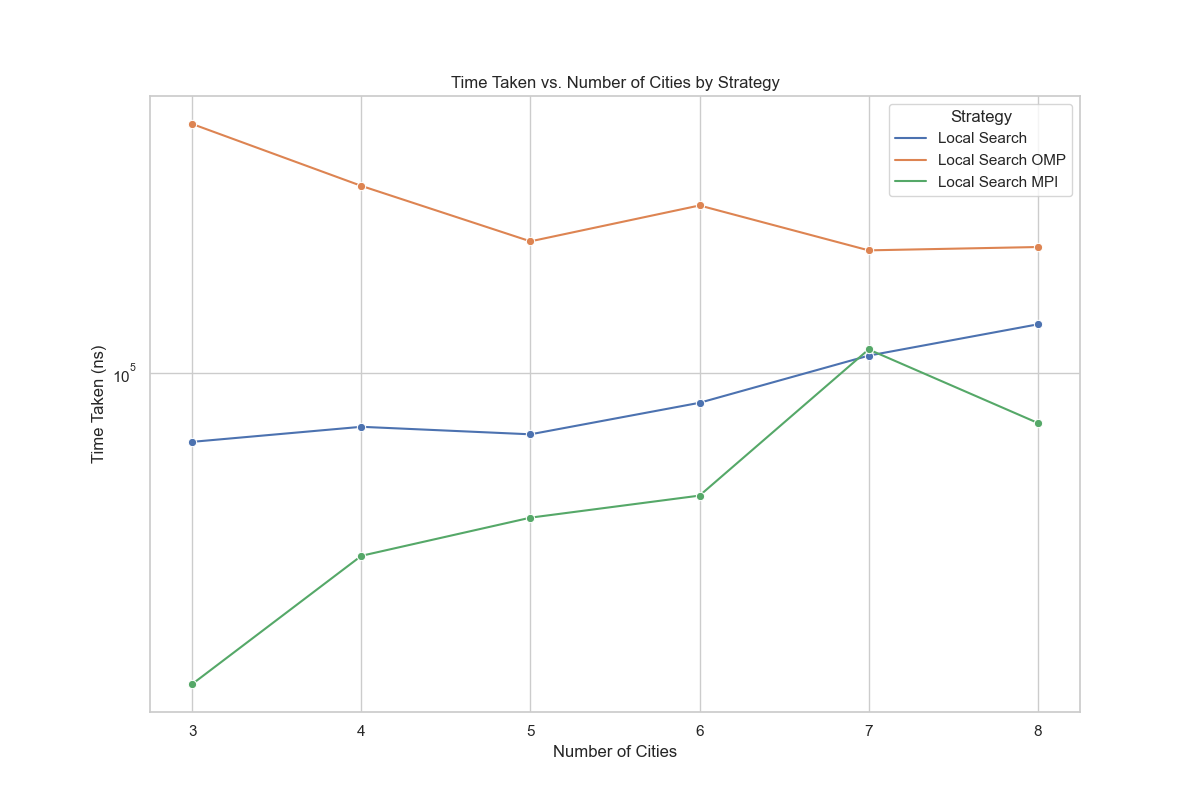 Time Taken vs. Number of Cities by Strategy
Strategy
Local Search
Local Search OMP
Local Search MPI
Time Taken (ns)
10^5
3 4 5 6 7 8
Number of Cities